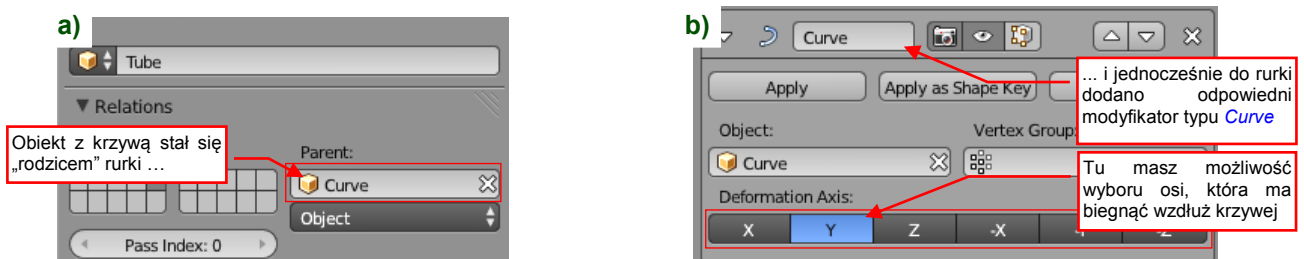 a)
Tube
▼ Relations
Obiekt z krzywą stał się
„rodzicem” rurki …
Parent:
Curve
Object
Pass Index: 0
b)
Curve
Apply
Apply as Shape Key
... i jednocześnie do rurki
dodano odpowiedni
modyfikator typu Curve
Object:
Vertex Group:
Curve
Tu masz możliwość
wyboru osi, która ma
biegnąć wzdłuż krzywej
Deformation Axis:
X Y Z -X